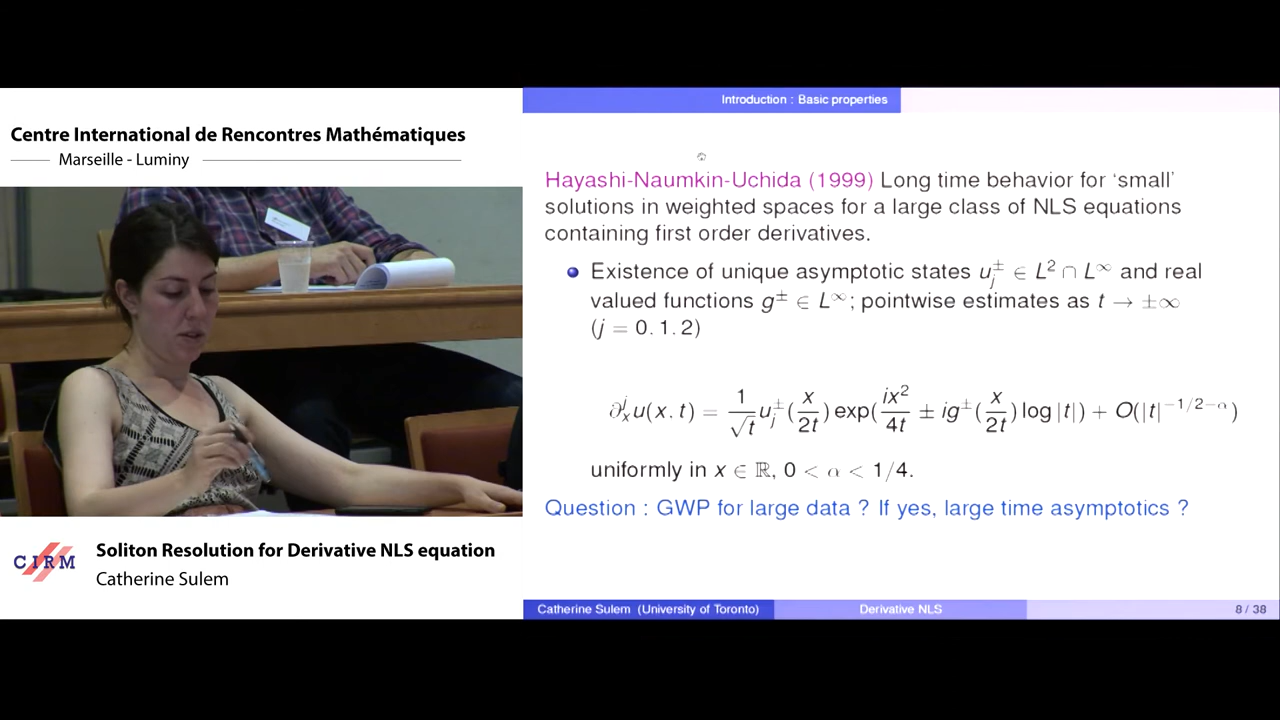 Centre International de Rencontres Mathématiques
Marseille - Luminy
Introduction : Basic properties
Hayashi-Naumkin-Uchida (1999) Long time behavior for ‘small’
solutions in weighted spaces for a large class of NLS equations
containing first order derivatives.
Existence of unique asymptotic states u_j^± ∈ L² ∩ L^∞ and real
valued functions g^± ∈ L^∞; pointwise estimates as t → ±∞
(j = 0. 1. 2)
∂_x^j u(x. t) = 1/√t u_j^±(x/2t) exp(ix²/4t ± ig^±(x/2t) log |t|) + O(|t|^{−1/2−α})
uniformly in x ∈ ℝ, 0 < α < 1/4.
Question : GWP for large data ? If yes, large time asymptotics ?
CIRM
Soliton Resolution for Derivative NLS equation
Catherine Sulem
Catherine Sulem (University of Toronto) Derivative NLS 8 / 38